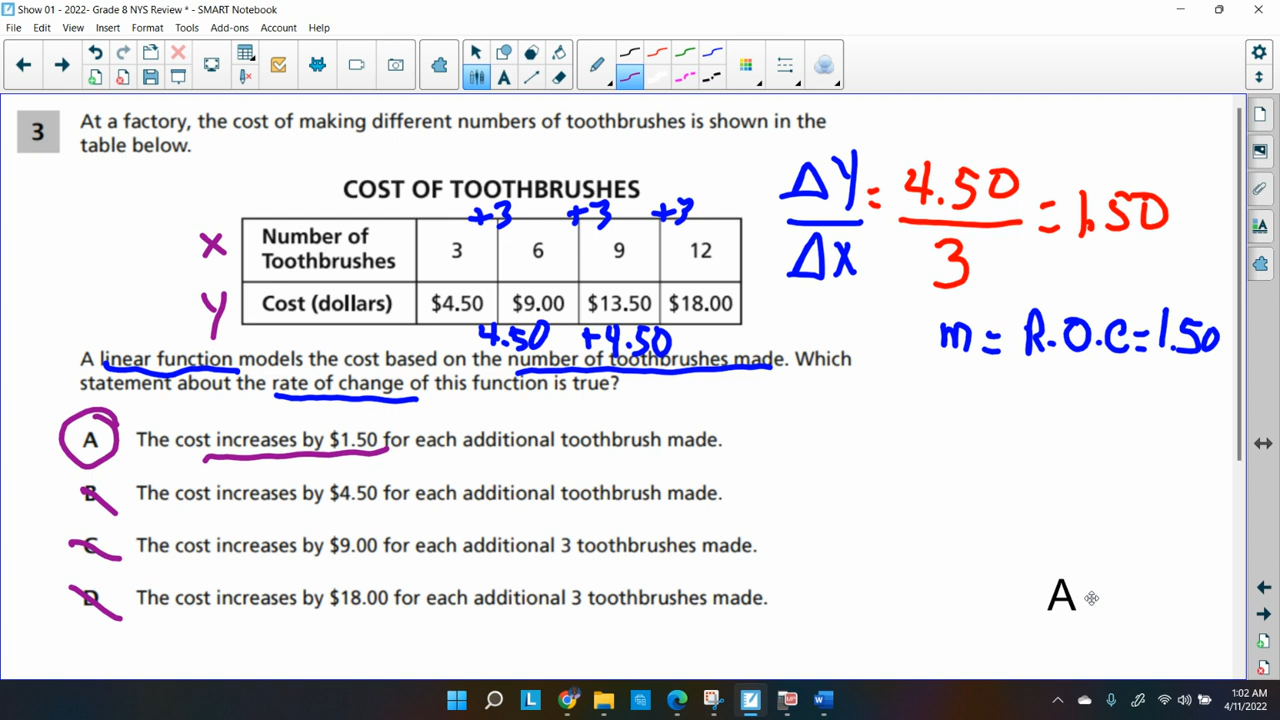 Show 01 - 2022- Grade 8 NYS Review * - SMART Notebook
File Edit View Insert Format Tools Add-ons Account Help
3 At a factory, the cost of making different numbers of toothbrushes is shown in the
table below.
COST OF TOOTHBRUSHES
+3 +3 +3
X Number of Toothbrushes 3 6 9 12
Y Cost (dollars) $4.50 $9.00 $13.50 $18.00
4.50 +4.50
A linear function models the cost based on the number of toothbrushes made. Which
statement about the rate of change of this function is true?
A The cost increases by $1.50 for each additional toothbrush made.
B The cost increases by $4.50 for each additional toothbrush made.
C The cost increases by $9.00 for each additional 3 toothbrushes made.
D The cost increases by $18.00 for each additional 3 toothbrushes made.
Δy/Δx = 4.50/3 = 1.50
m = R.O.C = 1.50
A
1:02 AM
4/11/2022